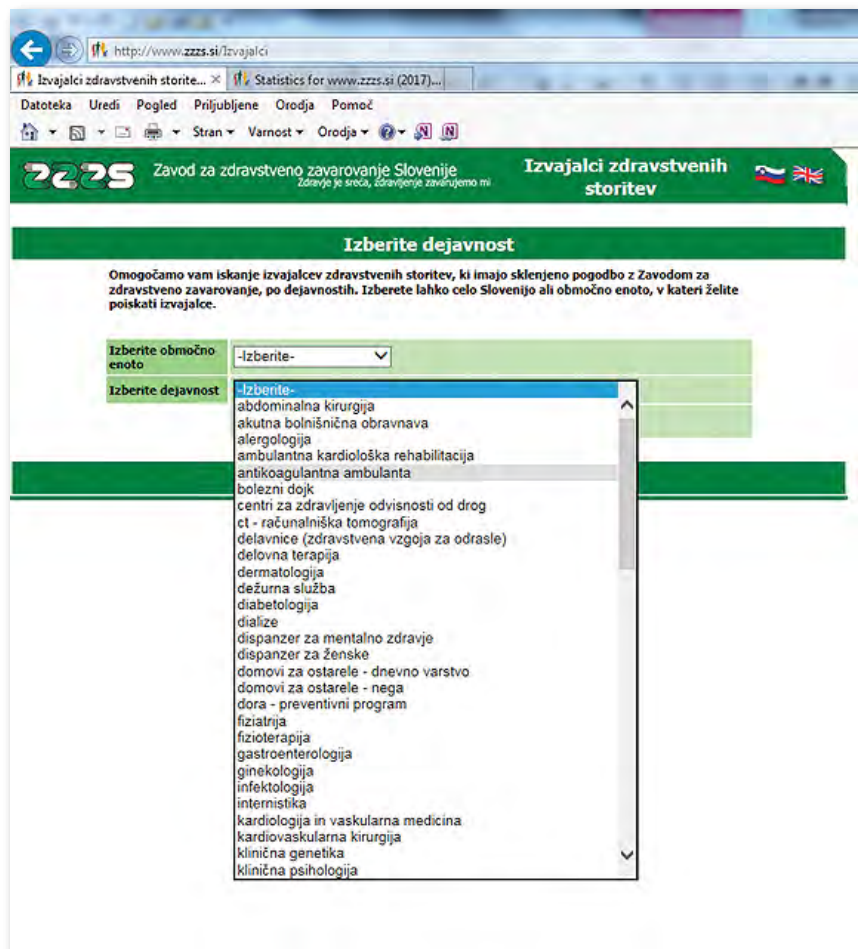 http://www.zzzs.si/Izvajalci
Izvajalci zdravstvenih storite... × Statistics for www.zzzs.si (2017)...
Datoteka Uredi Pogled Priljubljene Orodja Pomoč
Stran Varnost Orodja
ZZZS Zavod za zdravstveno zavarovanje Slovenije
Zdravje je sreča, zdravljenje zavarujemo mi
Izvajalci zdravstvenih
storitev
Izberite dejavnost
Omogočamo vam iskanje izvajalcev zdravstvenih storitev, ki imajo sklenjeno pogodbo z Zavodom za
zdravstveno zavarovanje, po dejavnostih. Izberete lahko celo Slovenijo ali območno enoto, v kateri želite
poiskati izvajalce.
Izberite območno
enoto
-Izberite-
Izberite dejavnost
-Izberite-
abdominalna kirurgija
akutna bolnišnična obravnava
alergologija
ambulantna kardiološka rehabilitacija
antikoagulantna ambulanta
bolezni dojk
centri za zdravljenje odvisnosti od drog
ct - računalniška tomografija
delavnice (zdravstvena vzgoja za odrasle)
delovna terapija
dermatologija
dežurna služba
diabetologija
dialize
dispanzer za mentalno zdravje
dispanzer za ženske
domovi za ostarele - dnevno varstvo
domovi za ostarele - nega
dora - preventivni program
fiziatrija
fizioterapija
gastroenterologija
ginekologija
infektologija
internistika
kardiologija in vaskularna medicina
kardiovaskularna kirurgija
klinična genetika
klinična psihologija